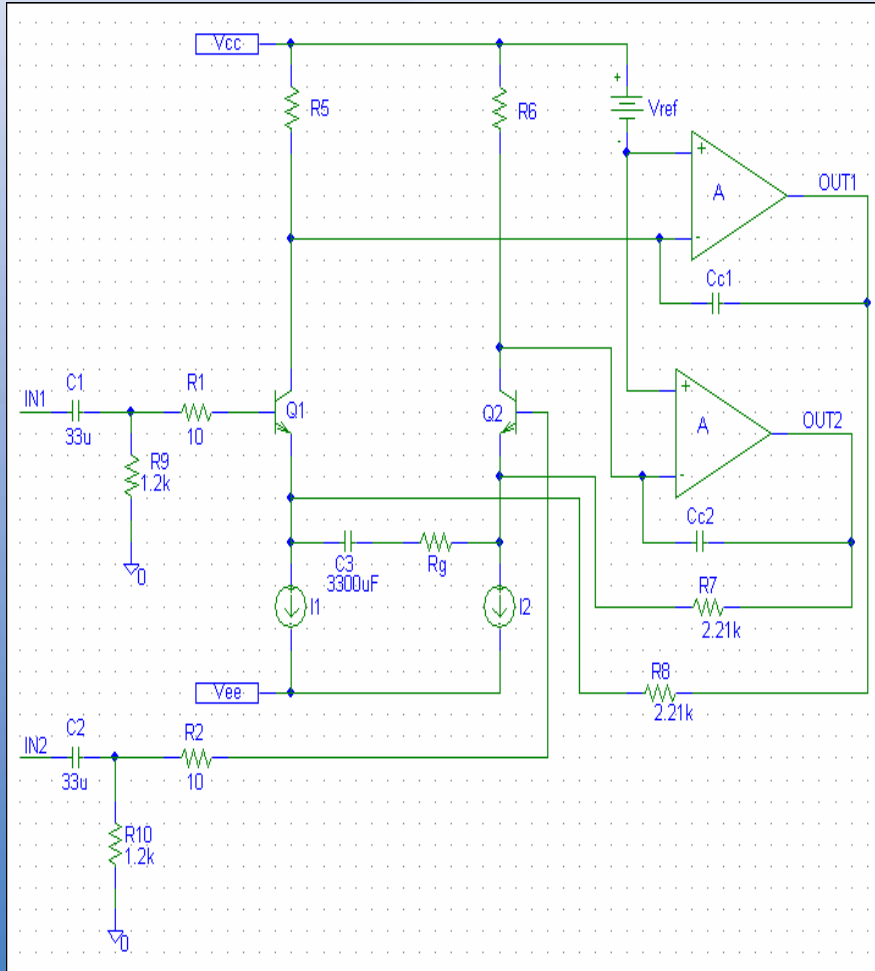 Vcc
R5
R6
+
Vref
-
+
A
OUT1
-
Cc1
C1
R1
IN1
Q1
Q2
33u
10
R9
1.2k
+
A
OUT2
-
Cc2
0
C3
3300uF
Rg
I1
I2
R7
2.21k
Vee
R8
2.21k
C2
R2
IN2
33u
10
R10
1.2k
0